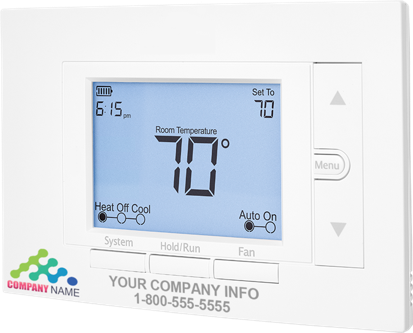 Set To
6:15 pm
70
Room Temperature
70°
Heat Off Cool
Auto On
Menu
System
Hold/Run
Fan
COMPANY NAME
YOUR COMPANY INFO
1-800-555-5555